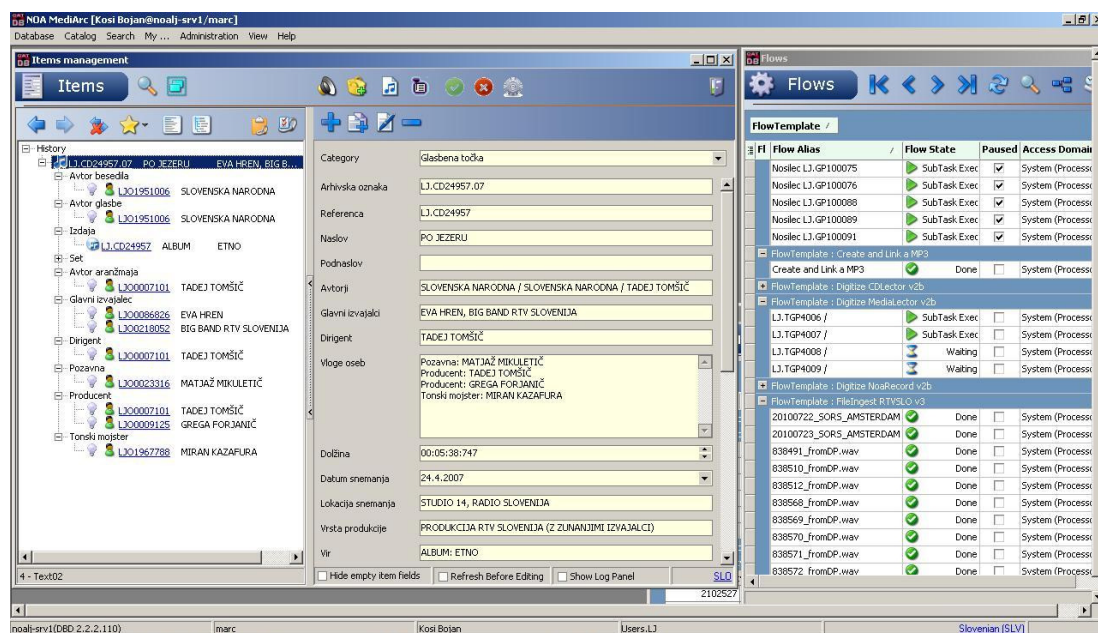 NOA MediArc [Kosi Bojan@noalj-srv1/marc]
Database Catalog Search My ... Administration View Help
Items management
Items
History
LJ.CD24957.07 PO JEZERU EVA HREN, BIG B...
Avtor besedila
LJO1951006 SLOVENSKA NARODNA
Avtor glasbe
LJO1951006 SLOVENSKA NARODNA
Izdaja
LJ.CD24957 ALBUM ETNO
Set
Avtor aranžmaja
LJO0007101 TADEJ TOMŠIČ
Glavni izvajalec
LJO0086826 EVA HREN
LJO0218052 BIG BAND RTV SLOVENIJA
Dirigent
LJO0007101 TADEJ TOMŠIČ
Pozavna
LJO0023316 MATJAŽ MIKULETIČ
Producent
LJO0007101 TADEJ TOMŠIČ
LJO0009125 GREGA FORJANIČ
Tonski mojster
LJO1967788 MIRAN KAZAFURA
4 - Text02
Category Glasbena točka
Arhivska oznaka LJ.CD24957.07
Referenca LJ.CD24957
Naslov PO JEZERU
Podnaslov
Avtorji SLOVENSKA NARODNA / SLOVENSKA NARODNA / TADEJ TOMŠIČ
Glavni izvajalci EVA HREN, BIG BAND RTV SLOVENIJA
Dirigent TADEJ TOMŠIČ
Vloge oseb Pozavna: MATJAŽ MIKULETIČ
Producent: TADEJ TOMŠIČ
Producent: GREGA FORJANIČ
Tonski mojster: MIRAN KAZAFURA
Dolžina 00:05:38:747
Datum snemanja 24.4.2007
Lokacija snemanja STUDIO 14, RADIO SLOVENIJA
Vrsta produkcije PRODUKCIJA RTV SLOVENIJA (Z ZUNANJIMI IZVAJALCI)
Vir ALBUM: ETNO
Hide empty item fields Refresh Before Editing Show Log Panel SLO
2102527
Flows
Flows
FlowTemplate /
Fl Flow Alias / Flow State Paused Access Domain
Nosilec LJ.GP100075 SubTask Exec System (Processo
Nosilec LJ.GP100076 SubTask Exec System (Processo
Nosilec LJ.GP100088 SubTask Exec System (Processo
Nosilec LJ.GP100089 SubTask Exec System (Processo
Nosilec LJ.GP100091 SubTask Exec System (Processo
FlowTemplate : Create and Link a MP3
Create and Link a MP3 Done System (Processo
FlowTemplate : Digitize CDLector v2b
FlowTemplate : Digitize MediaLector v2b
LJ.TGP4006 / SubTask Exec System (Processo
LJ.TGP4007 / SubTask Exec System (Processo
LJ.TGP4008 / Waiting System (Processo
LJ.TGP4009 / Waiting System (Processo
FlowTemplate : Digitize NoaRecord v2b
FlowTemplate : FileIngest RTVSLO v3
20100722_SORS_AMSTERDAM Done System (Processo
20100723_SORS_AMSTERDAM Done System (Processo
838491_fromDP.wav Done System (Processo
838510_fromDP.wav Done System (Processo
838512_fromDP.wav Done System (Processo
838568_fromDP.wav Done System (Processo
838569_fromDP.wav Done System (Processo
838570_fromDP.wav Done System (Processo
838571_fromDP.wav Done System (Processo
838572_fromDP.wav Done System (Processo
noalj-srv1(DBD 2.2.2.110) marc Kosi Bojan Users.LJ Slovenian (SLV)